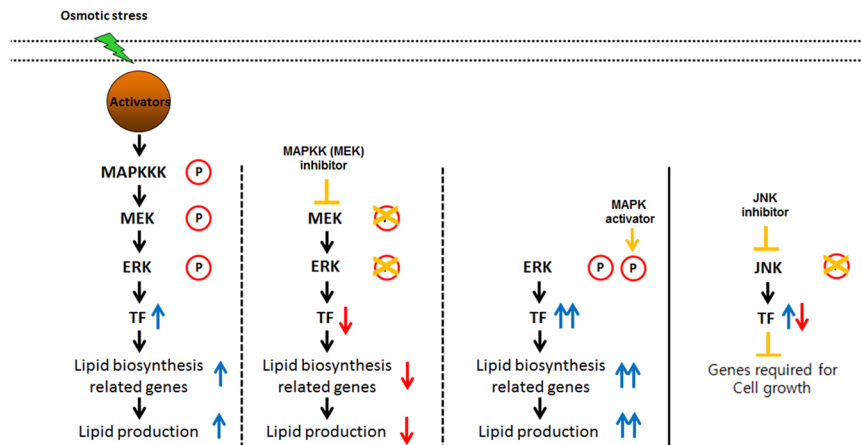 Osmotic stress
Activators
MAPKKK
P
MEK
P
ERK
P
TF
Lipid biosynthesis
related genes
Lipid production
MAPKK (MEK)
inhibitor
MEK
ERK
TF
Lipid biosynthesis
related genes
Lipid production
MAPK
activator
ERK
P
P
TF
Lipid biosynthesis
related genes
Lipid production
JNK
inhibitor
JNK
TF
Genes required for
Cell growth